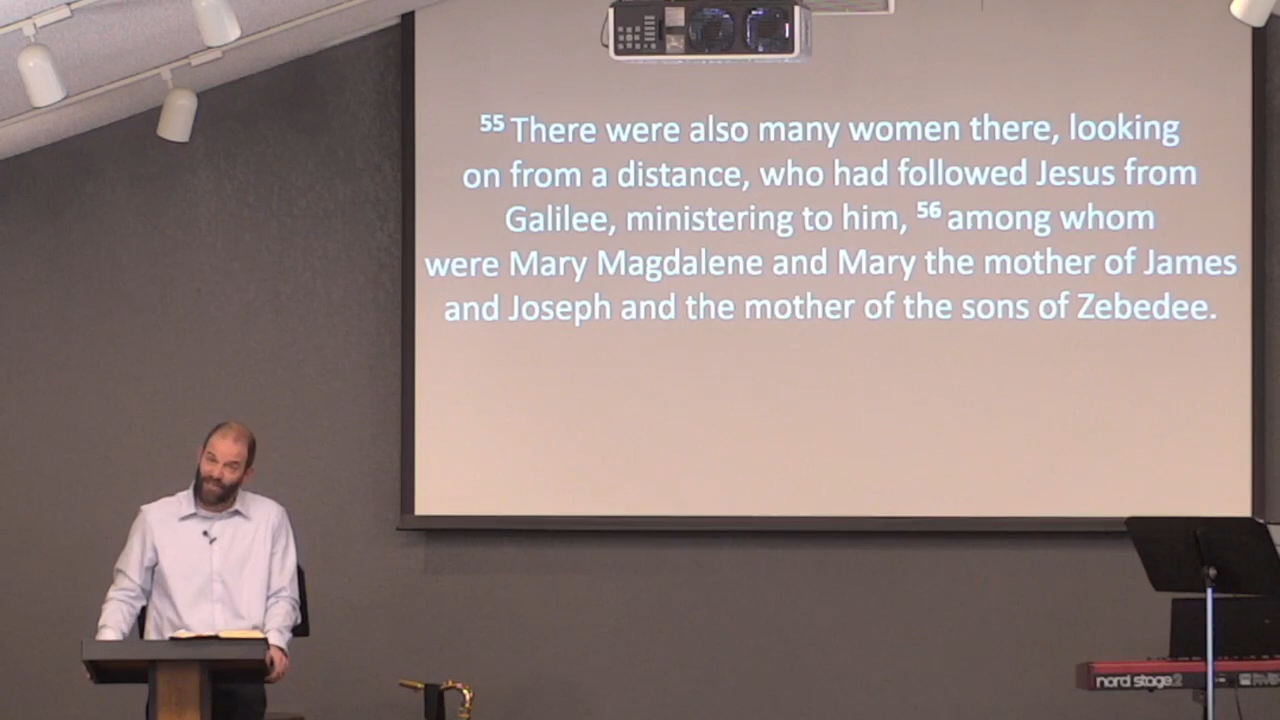 55 There were also many women there, looking
on from a distance, who had followed Jesus from
Galilee, ministering to him, 56 among whom
were Mary Magdalene and Mary the mother of James
and Joseph and the mother of the sons of Zebedee.
nord stage 2